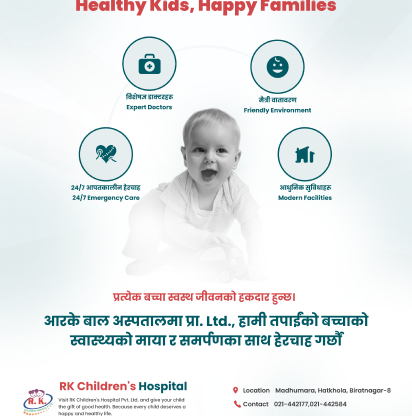 Healthy Kids, Happy Families
विशेषज्ञ डाक्टरहरू
Expert Doctors
मैत्री वातावरण
Friendly Environment
24/7 आपतकालीन हेरचाह
24/7 Emergency Care
आधुनिक सुविधाहरू
Modern Facilities
प्रत्येक बच्चा स्वस्थ जीवनको हकदार हुन्छ।
आरके बाल अस्पतालमा प्रा. Ltd., हामी तपाईंको बच्चाको
स्वास्थ्यको माया र समर्पणका साथ हेरचाह गर्छौं
R. K.
RK Children's Hospital
Visit RK Children's Hospital Pvt. Ltd. and give your child
the gift of good health. Because every child deserves a
happy and healthy life.
Location Madhumara, Hatkhola, Biratnagar-8
Contact 021-442177,021-442584